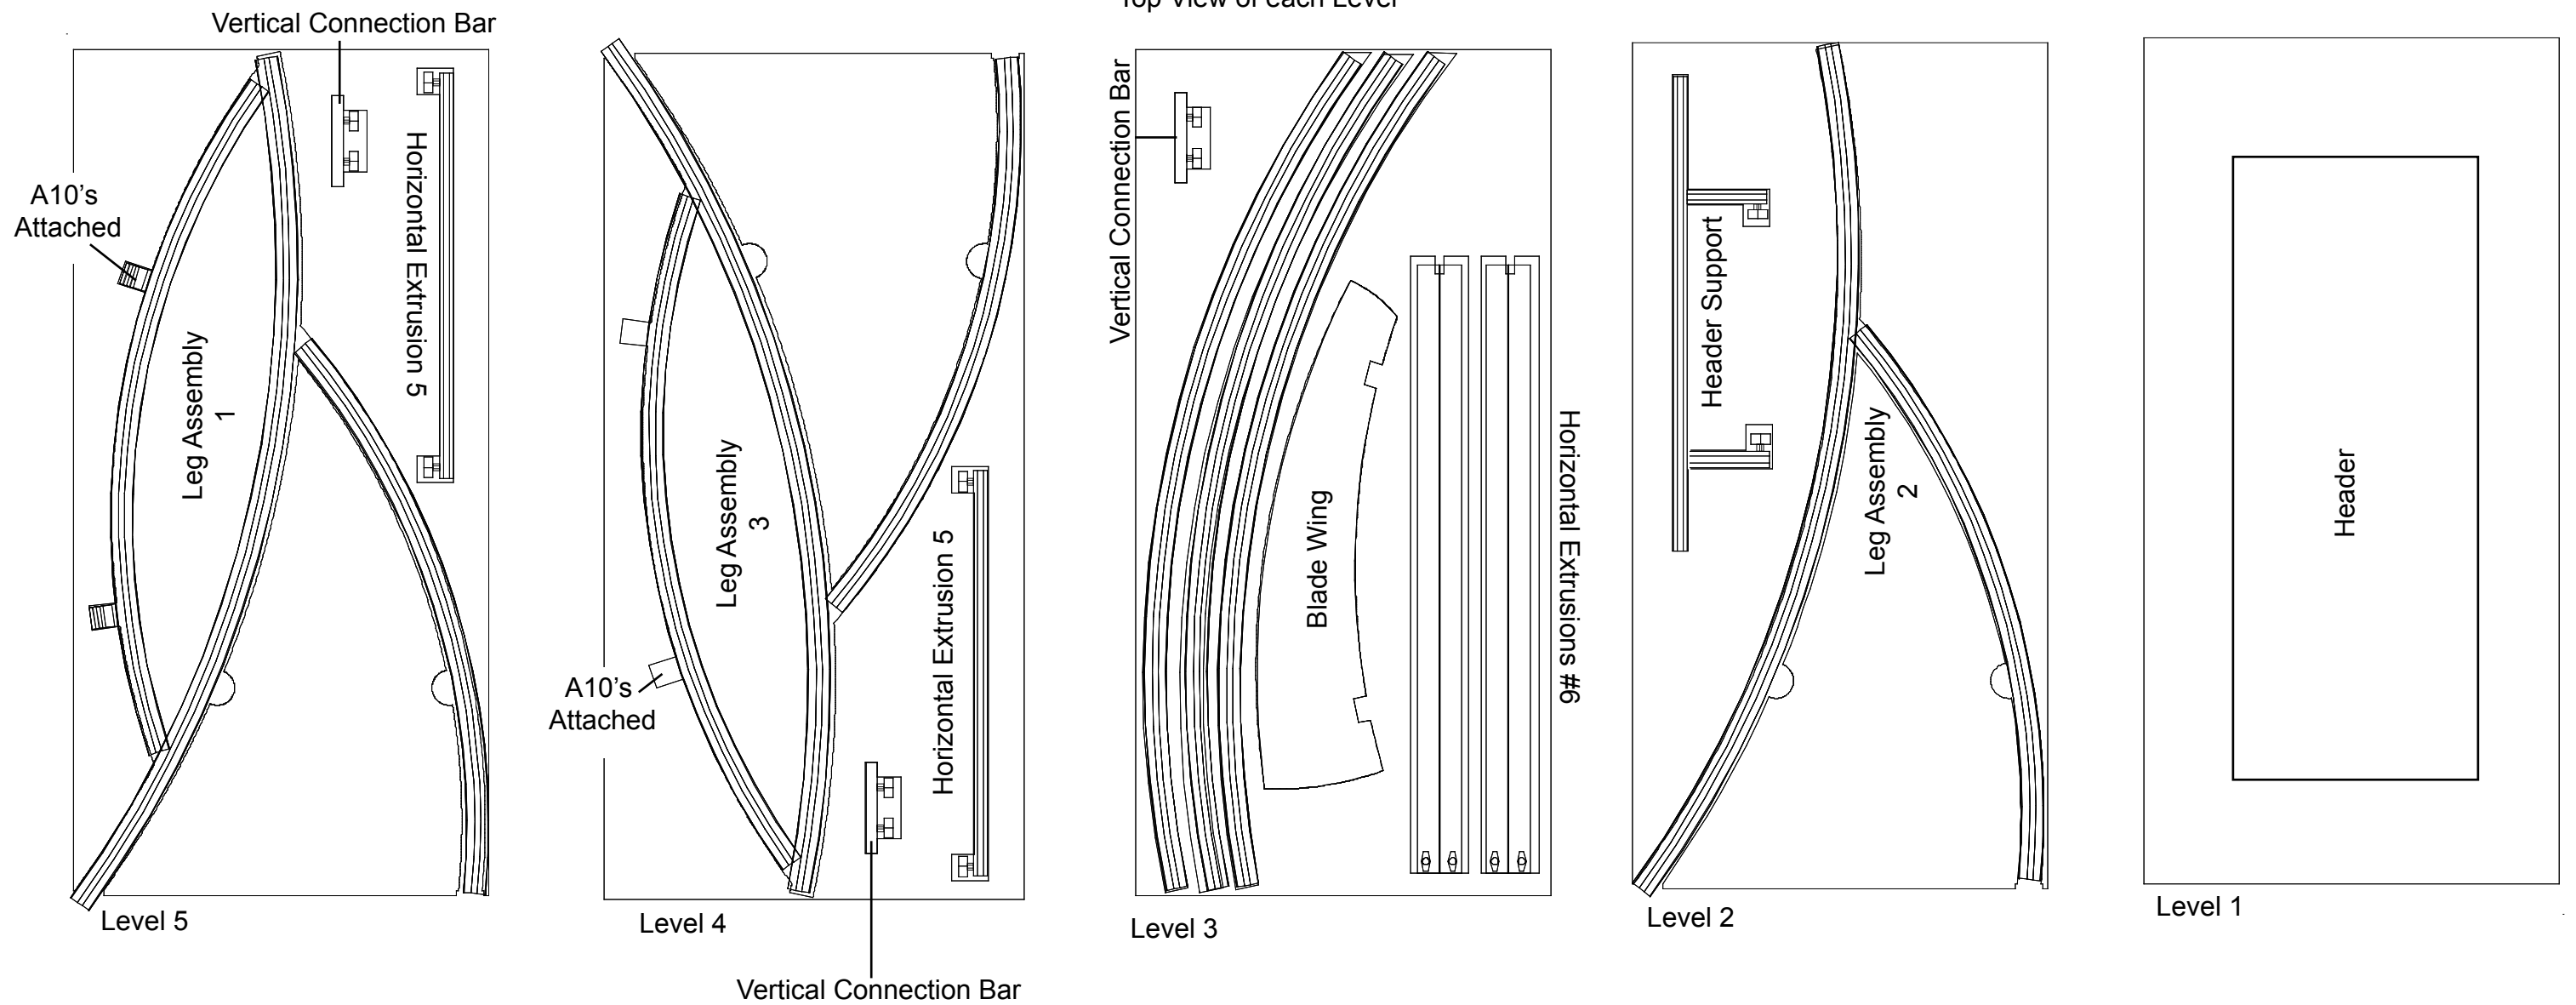 Top View of each Level
Vertical Connection Bar
A10's
Attached
Leg Assembly
1
Horizontal Extrusion 5
Level 5
Leg Assembly
3
A10's
Attached
Horizontal Extrusion 5
Level 4
Vertical Connection Bar
Vertical Connection Bar
Blade Wing
Horizontal Extrusions #6
Level 3
Header Support
Leg Assembly
2
Level 2
Header
Level 1